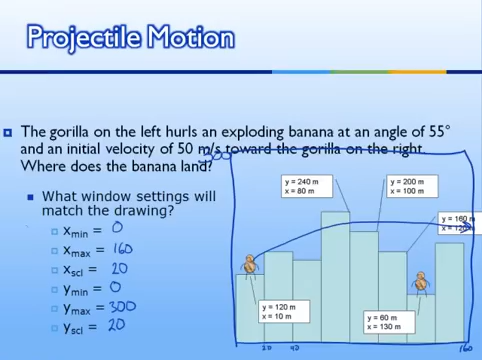 Projectile Motion
The gorilla on the left hurls an exploding banana at an angle of 55°
and an initial velocity of 50 m/s toward the gorilla on the right.
Where does the banana land?
300
What window settings will
match the drawing?
xmin = 0
xmax = 160
xscl = 20
ymin = 0
ymax = 300
yscl = 20
y = 240 m
x = 80 m
y = 200 m
x = 100 m
y = 160 m
x = 120 m
y = 120 m
x = 10 m
y = 60 m
x = 130 m
20 40 160